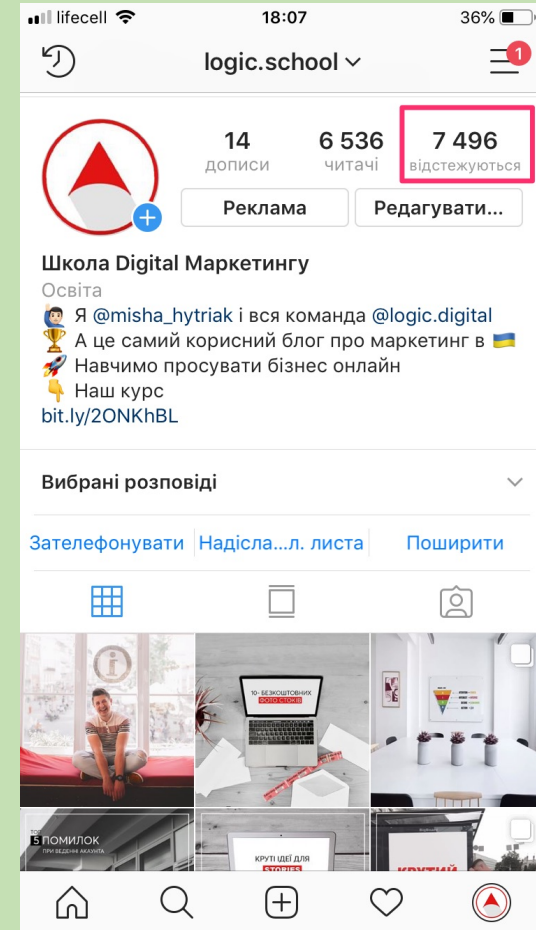 lifecell 18:07 36%
logic.school
1
14 6 536 7 496
дописи читачі відстежуються
Реклама Редагувати...
Школа Digital Маркетингу
Освіта
Я @misha_hytriak і вся команда @logic.digital
А це самий корисний блог про маркетинг в
Навчимо просувати бізнес онлайн
Наш курс
bit.ly/2ONKhBL
Вибрані розповіді
Зателефонувати Надісла...л. листа Поширити
10+ БЕЗКОШТОВНИХ
ФОТО СТОКІВ
5 ПОМИЛОК
ПРИ ВЕДЕННІ АКАУНТА
КРУТІ ІДЕЇ ДЛЯ
STORIES
КРУТИЙ